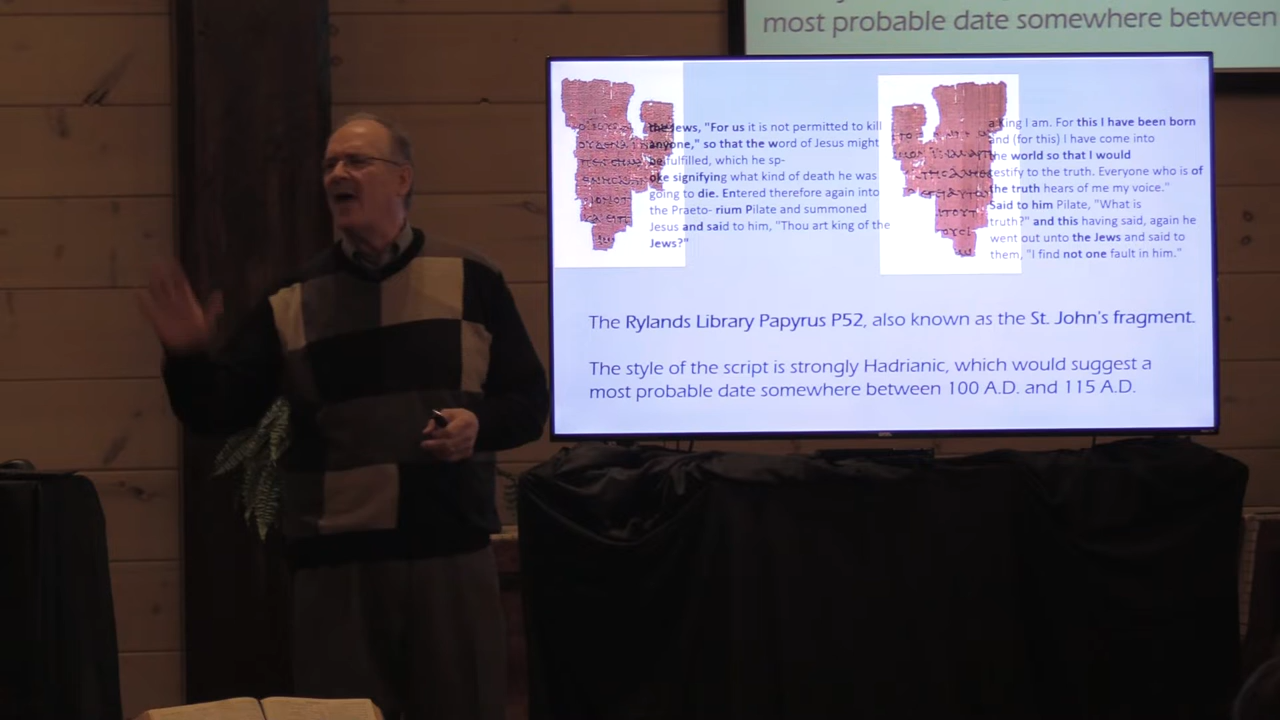 most probable date somewhere between
the Jews, "For us it is not permitted to kill
anyone," so that the word of Jesus might
be fulfilled, which he sp-
oke signifying what kind of death he was
going to die. Entered therefore again into
the Praeto- rium Pilate and summoned
Jesus and said to him, "Thou art king of the
Jews?"
a King I am. For this I have been born
and (for this) I have come into
the world so that I would
testify to the truth. Everyone who is of
the truth hears of me my voice."
Said to him Pilate, "What is
truth?" and this having said, again he
went out unto the Jews and said to
them, "I find not one fault in him."
The Rylands Library Papyrus P52, also known as the St. John's fragment.
The style of the script is strongly Hadrianic, which would suggest a
most probable date somewhere between 100 A.D. and 115 A.D.